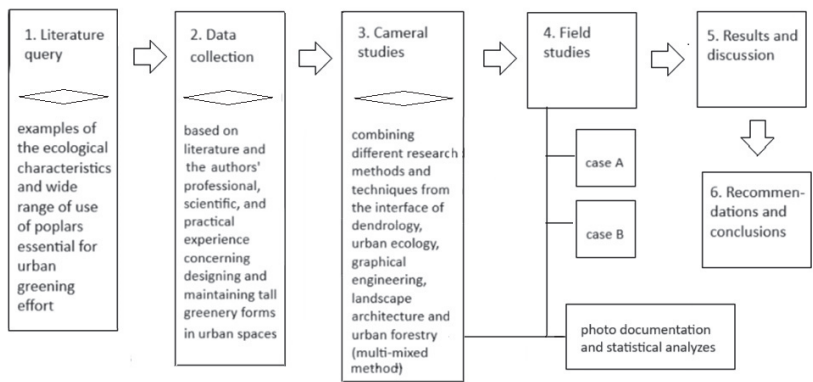 1. Literature
query
examples of
the ecological
characteristics
and wide
range of use
of poplars
essential for
urban
greening
effort
2. Data
collection
based on
literature and
the authors'
professional,
scientific, and
practical
experience
concerning
designing and
maintaining tall
greenery forms
in urban spaces
3. Cameral
studies
combining
different research
methods and
techniques from
the interface of
dendrology,
urban ecology,
graphical
engineering,
landscape
architecture and
urban forestry
(multi-mixed
method)
4. Field
studies
case A
case B
photo documentation
and statistical analyzes
5. Results and
discussion
6. Recommen-
dations and
conclusions